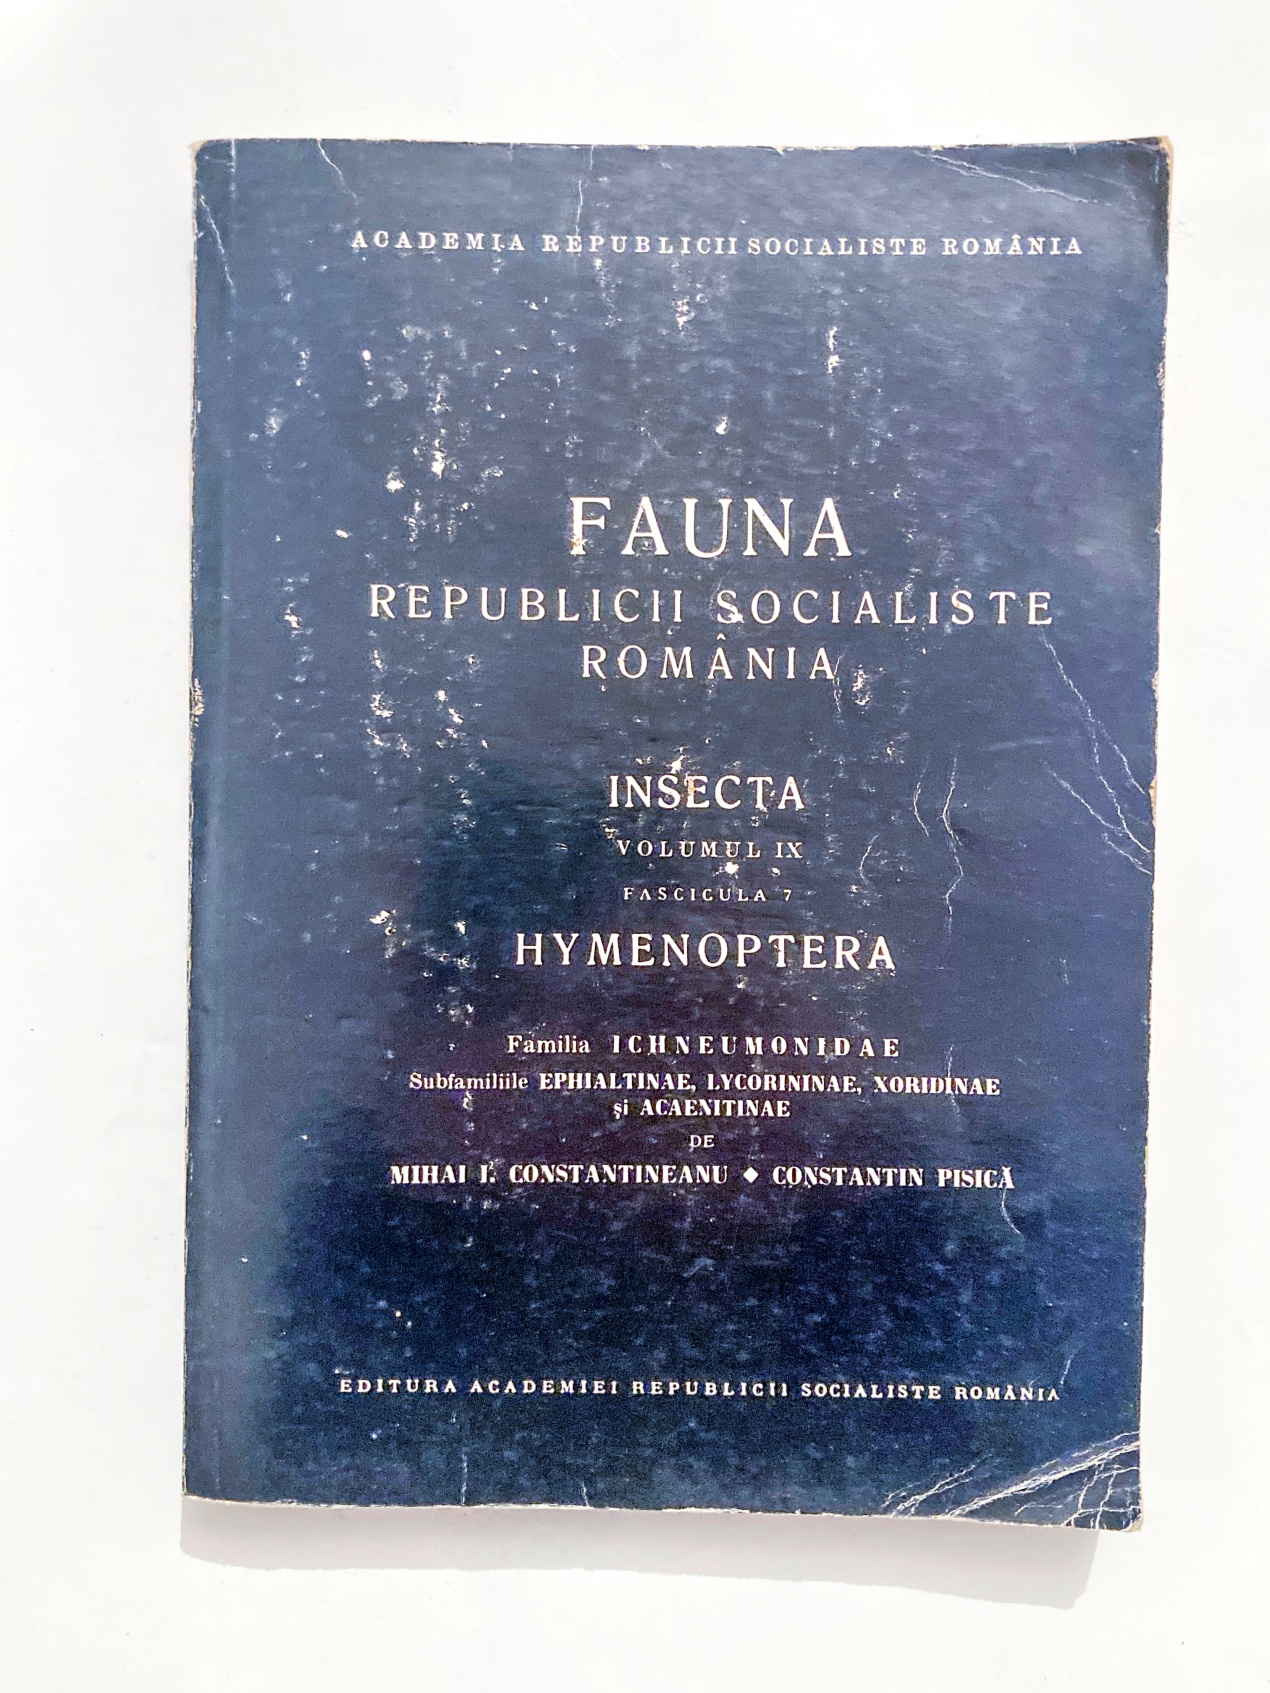 ACADEMIA REPUBLICII SOCIALISTE ROMÂNIA
FAUNA
REPUBLICII SOCIALISTE
ROMÂNIA
INSECTA
VOLUMUL IX
FASCICULA 7
HYMENOPTERA
Familia ICHNEUMONIDAE
Subfamiliile EPHIALTINAE, LYCORININAE, XORIDINAE
și ACAENITINAE
DE
MIHAI I. CONSTANTINEANU ◆ CONSTANTIN PISICĂ
EDITURA ACADEMIEI REPUBLICII SOCIALISTE ROMÂNIA